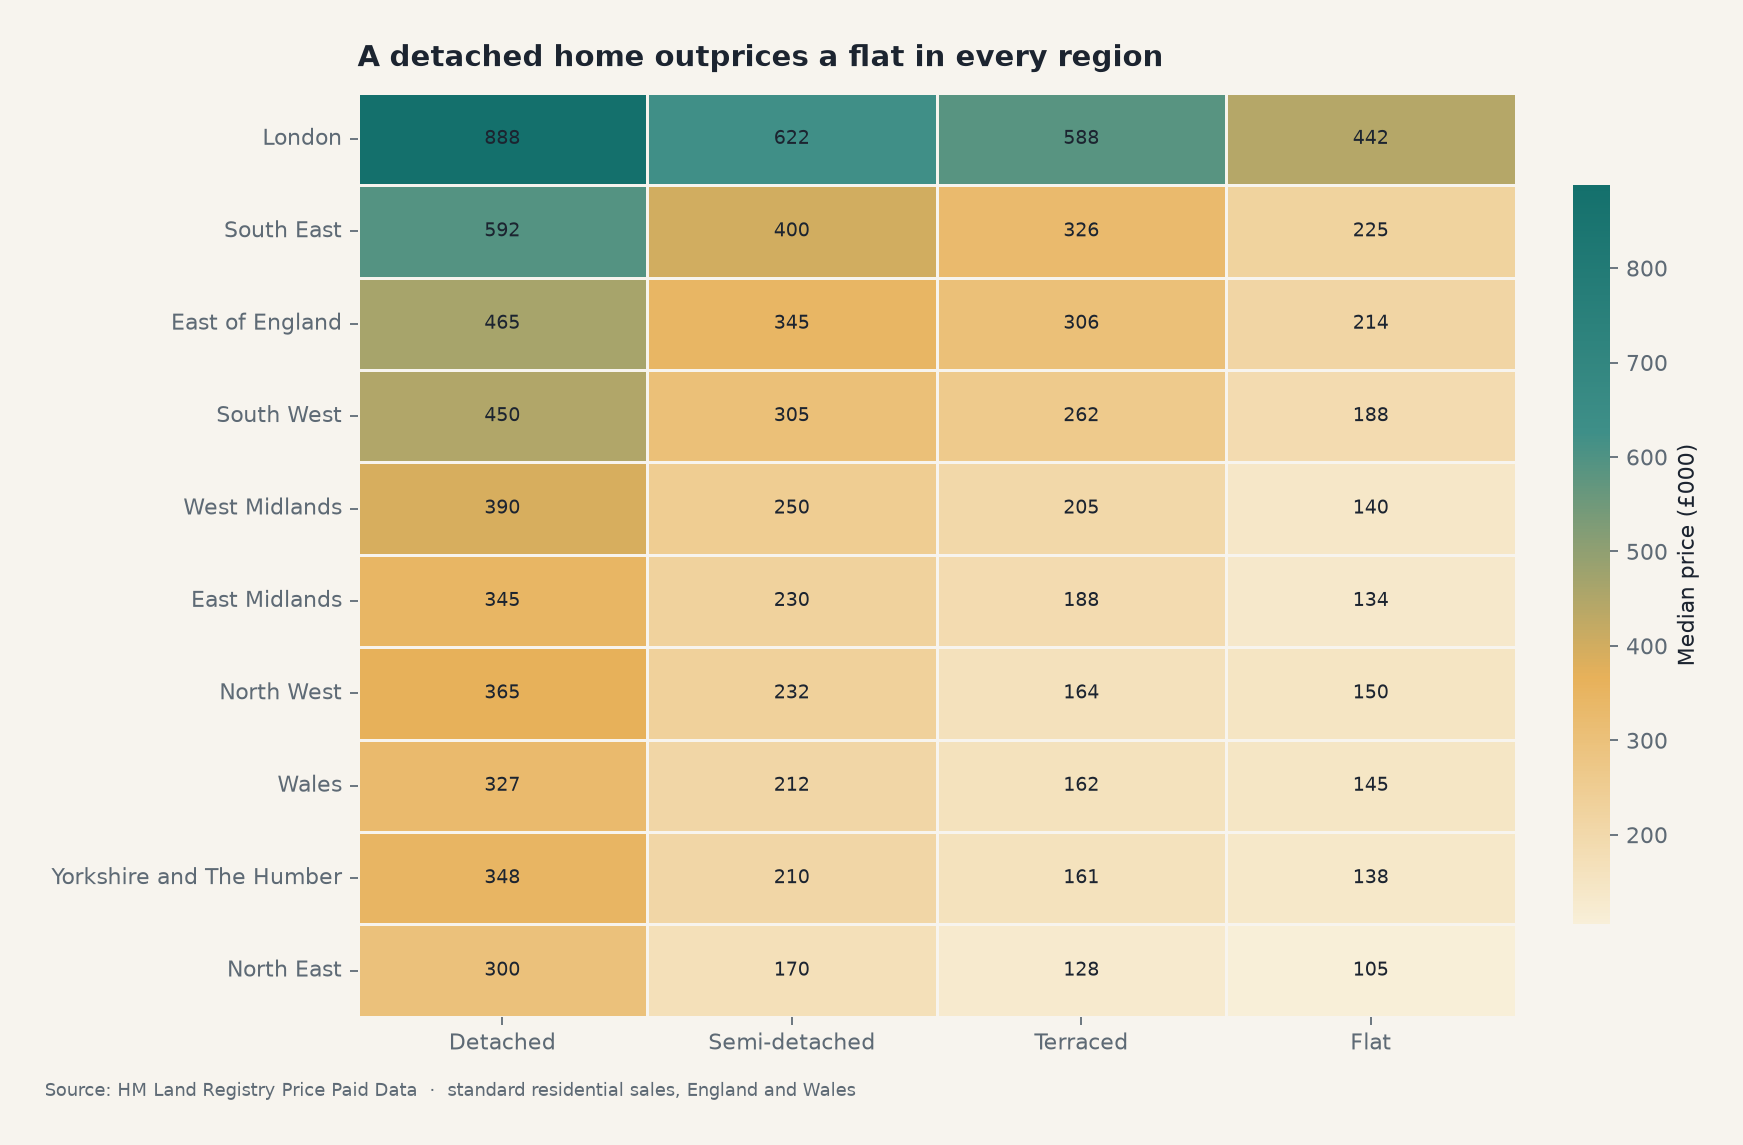 A detached home outprices a flat in every region
London 888 622 588 442
South East 592 400 326 225
East of England 465 345 306 214
South West 450 305 262 188
West Midlands 390 250 205 140
East Midlands 345 230 188 134
North West 365 232 164 150
Wales 327 212 162 145
Yorkshire and The Humber 348 210 161 138
North East 300 170 128 105
Detached Semi-detached Terraced Flat
800
700
600
500
400
300
200
Median price (£000)
Source: HM Land Registry Price Paid Data · standard residential sales, England and Wales